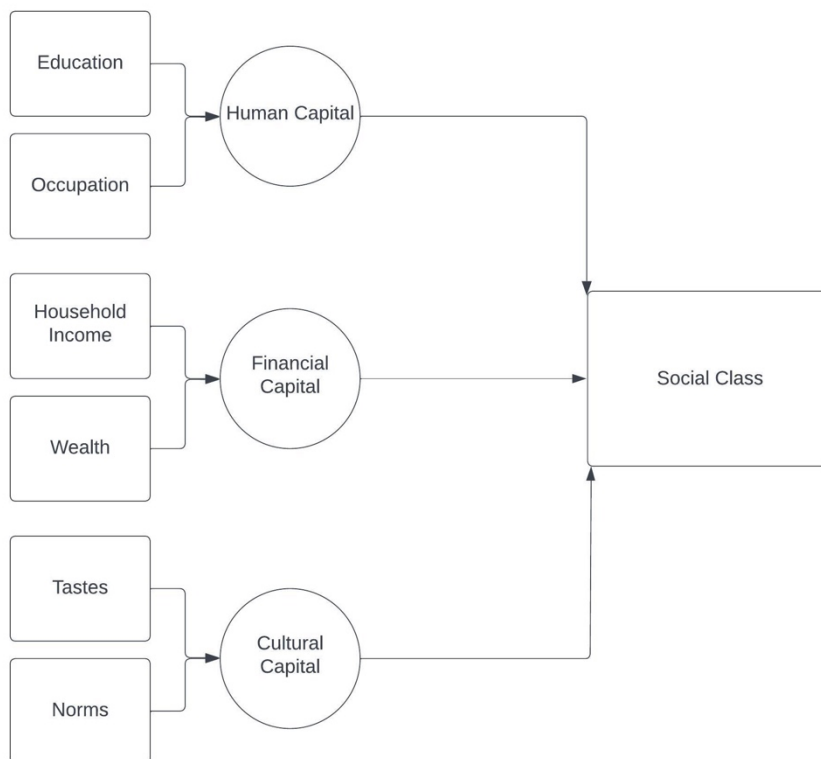 Education
Human Capital
Occupation
Household
Income
Financial
Capital
Social Class
Wealth
Tastes
Cultural
Capital
Norms